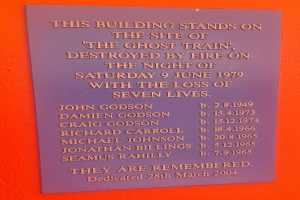 THIS BUILDING STANDS ON
THE SITE OF
'THE GHOST TRAIN',
DESTROYED BY FIRE ON
THE NIGHT OF
SATURDAY 9 JUNE 1979
WITH THE LOSS OF
SEVEN LIVES.
JOHN GODSON b. 2.8.1949
DAMIEN GODSON b. 15.4.1973
CRAIG GODSON b. 15.12.1974
RICHARD CARROLL b. 18.4.1966
MICHAEL JOHNSON b. 20.8.1965
JONATHAN BILLINGS b. 5.12.1965
SEAMUS RAHILLY b. 7.9.1965
THEY ARE REMEMBERED.
Dedicated 28th March 2004